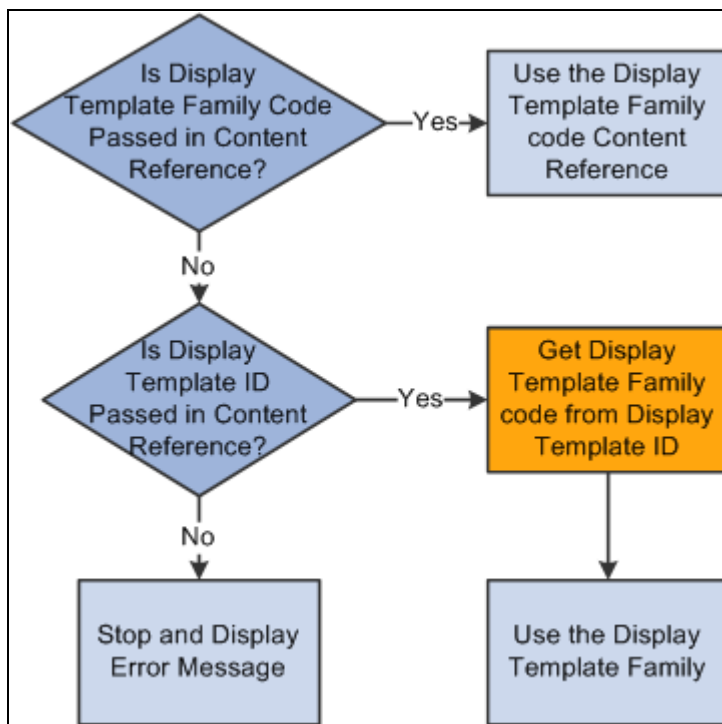 Is Display
Template Family Code
Passed in Content
Reference?
Yes
Use the Display
Template Family
code Content
Reference
No
Is Display
Template ID
Passed in Content
Reference?
Yes
Get Display
Template Family
code from Display
Template ID
No
Stop and Display
Error Message
Use the Display
Template Family